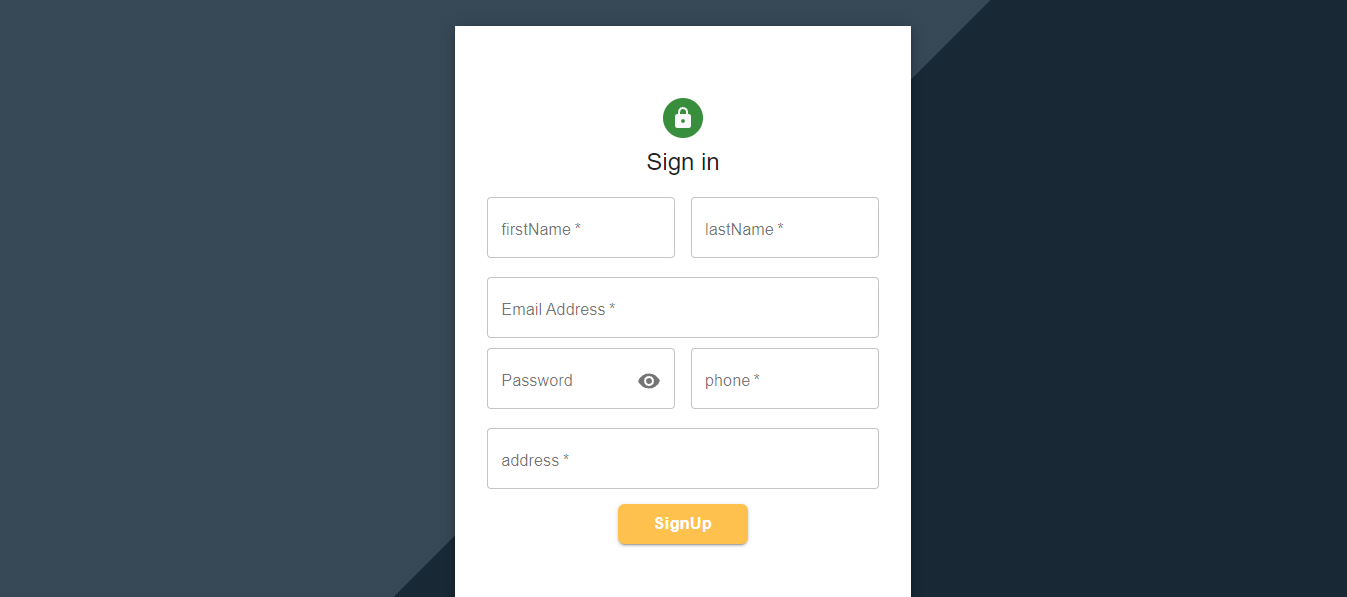 Sign in
firstName *
lastName *
Email Address *
Password
phone *
address *
SignUp